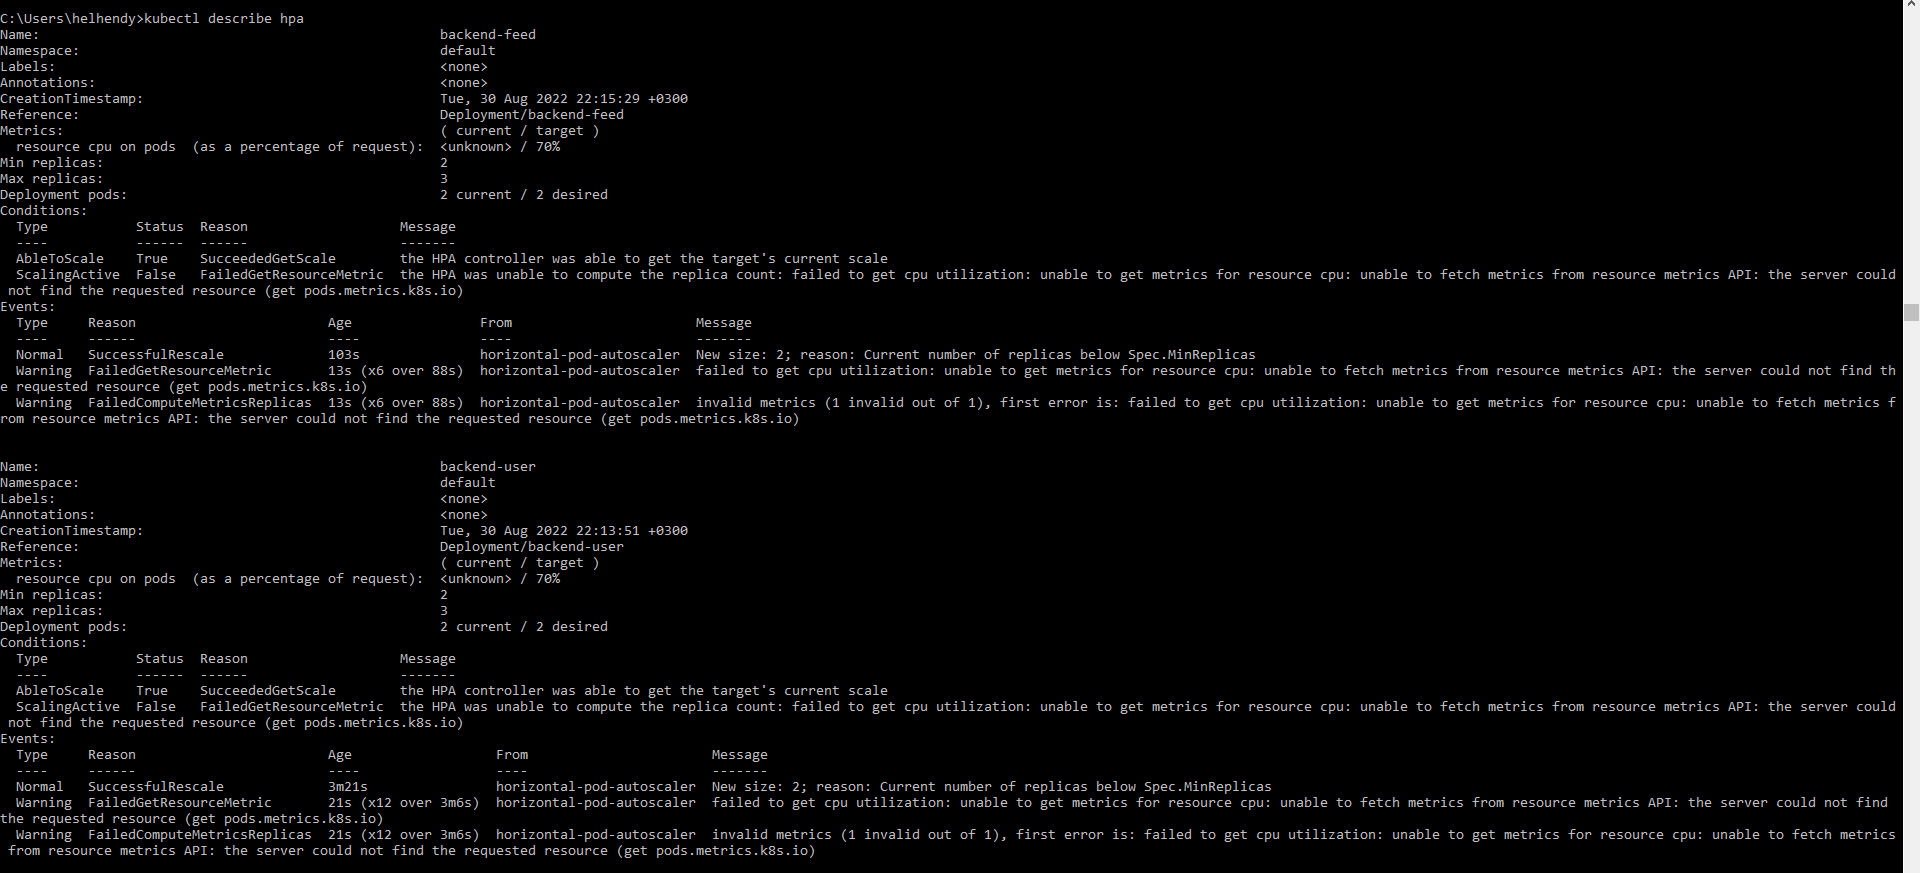 C:\Users\helhendy>kubectl describe hpa
Name:                                                  backend-feed
Namespace:                                             default
Labels:                                                <none>
Annotations:                                           <none>
CreationTimestamp:                                     Tue, 30 Aug 2022 22:15:29 +0300
Reference:                                             Deployment/backend-feed
Metrics:                                               ( current / target )
  resource cpu on pods  (as a percentage of request):  <unknown> / 70%
Min replicas:                                          2
Max replicas:                                          3
Deployment pods:                                       2 current / 2 desired
Conditions:
  Type           Status  Reason                   Message
  ----           ------  ------                   -------
  AbleToScale    True    SucceededGetScale        the HPA controller was able to get the target's current scale
  ScalingActive  False   FailedGetResourceMetric  the HPA was unable to compute the replica count: failed to get cpu utilization: unable to get metrics for resource cpu: unable to fetch metrics from resource metrics API: the server could
 not find the requested resource (get pods.metrics.k8s.io)
Events:
  Type     Reason                        Age                From                       Message
  ----     ------                        ----               ----                       -------
  Normal   SuccessfulRescale             103s               horizontal-pod-autoscaler  New size: 2; reason: Current number of replicas below Spec.MinReplicas
  Warning  FailedGetResourceMetric       13s (x6 over 88s)  horizontal-pod-autoscaler  failed to get cpu utilization: unable to get metrics for resource cpu: unable to fetch metrics from resource metrics API: the server could not find th
e requested resource (get pods.metrics.k8s.io)
  Warning  FailedComputeMetricsReplicas  13s (x6 over 88s)  horizontal-pod-autoscaler  invalid metrics (1 invalid out of 1), first error is: failed to get cpu utilization: unable to get metrics for resource cpu: unable to fetch metrics f
rom resource metrics API: the server could not find the requested resource (get pods.metrics.k8s.io)
Name:                                                  backend-user
Namespace:                                             default
Labels:                                                <none>
Annotations:                                           <none>
CreationTimestamp:                                     Tue, 30 Aug 2022 22:13:51 +0300
Reference:                                             Deployment/backend-user
Metrics:                                               ( current / target )
  resource cpu on pods  (as a percentage of request):  <unknown> / 70%
Min replicas:                                          2
Max replicas:                                          3
Deployment pods:                                       2 current / 2 desired
Conditions:
  Type           Status  Reason                   Message
  ----           ------  ------                   -------
  AbleToScale    True    SucceededGetScale        the HPA controller was able to get the target's current scale
  ScalingActive  False   FailedGetResourceMetric  the HPA was unable to compute the replica count: failed to get cpu utilization: unable to get metrics for resource cpu: unable to fetch metrics from resource metrics API: the server could
 not find the requested resource (get pods.metrics.k8s.io)
Events:
  Type     Reason                        Age                  From                       Message
  ----     ------                        ----                 ----                       -------
  Normal   SuccessfulRescale             3m21s                horizontal-pod-autoscaler  New size: 2; reason: Current number of replicas below Spec.MinReplicas
  Warning  FailedGetResourceMetric       21s (x12 over 3m6s)  horizontal-pod-autoscaler  failed to get cpu utilization: unable to get metrics for resource cpu: unable to fetch metrics from resource metrics API: the server could not find
the requested resource (get pods.metrics.k8s.io)
  Warning  FailedComputeMetricsReplicas  21s (x12 over 3m6s)  horizontal-pod-autoscaler  invalid metrics (1 invalid out of 1), first error is: failed to get cpu utilization: unable to get metrics for resource cpu: unable to fetch metrics
 from resource metrics API: the server could not find the requested resource (get pods.metrics.k8s.io)